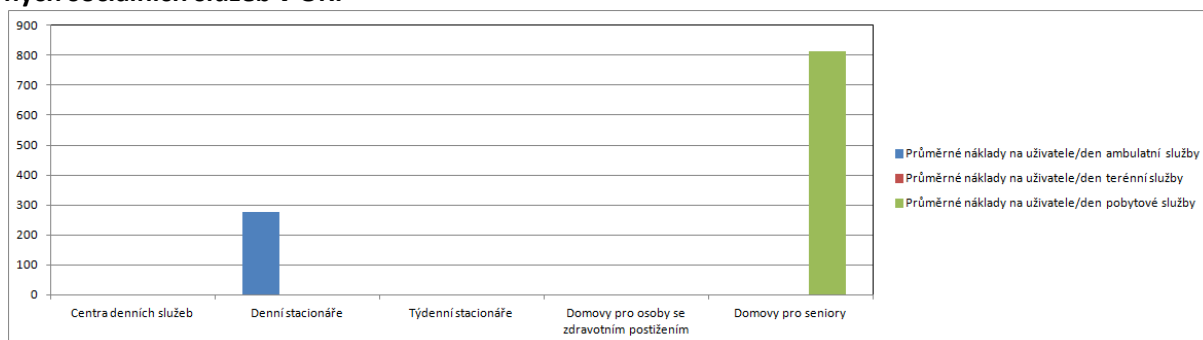 900
800
700
600
500
400
300
200
100
0
Centra denních služeb
Denní stacionáře
Týdenní stacionáře
Domovy pro osoby se
zdravotním postižením
Domovy pro seniory
Průměrné náklady na uživatele/den ambulatní služby
Průměrné náklady na uživatele/den terénní služby
Průměrné náklady na uživatele/den pobytové služby